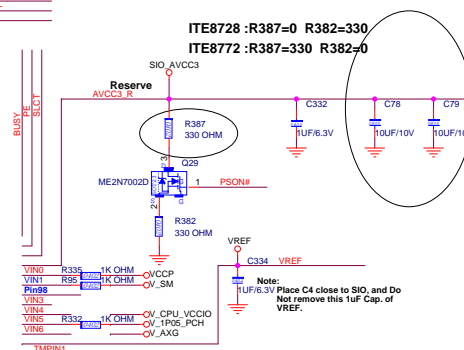 ITE8728 :R387=0 R382=330
ITE8772 :R387=330 R382=0
SIO_AVCC3
Reserve
AVCC3_R
BUSY
PE
SLCT
R387
330 OHM
C332
1UF/6.3V
C78
10UF/10V
C79
10UF/10
3
Q29
ME2N7002D
1
PSON#
2
R382
330 OHM
VREF
C334
VREF
1UF/6.3V
Note:
Place C4 close to SIO, and Do
Not remove this 1uF Cap. of
VREF.
VIN0
R335
1K OHM
VCCP
VIN1
R95
1K OHM
V_SM
Pin98
VIN3
VIN4
V_CPU_VCCIO
VIN5
R332
1K OHM
V_1P05_PCH
VIN6
V_AXG
TMPIN1